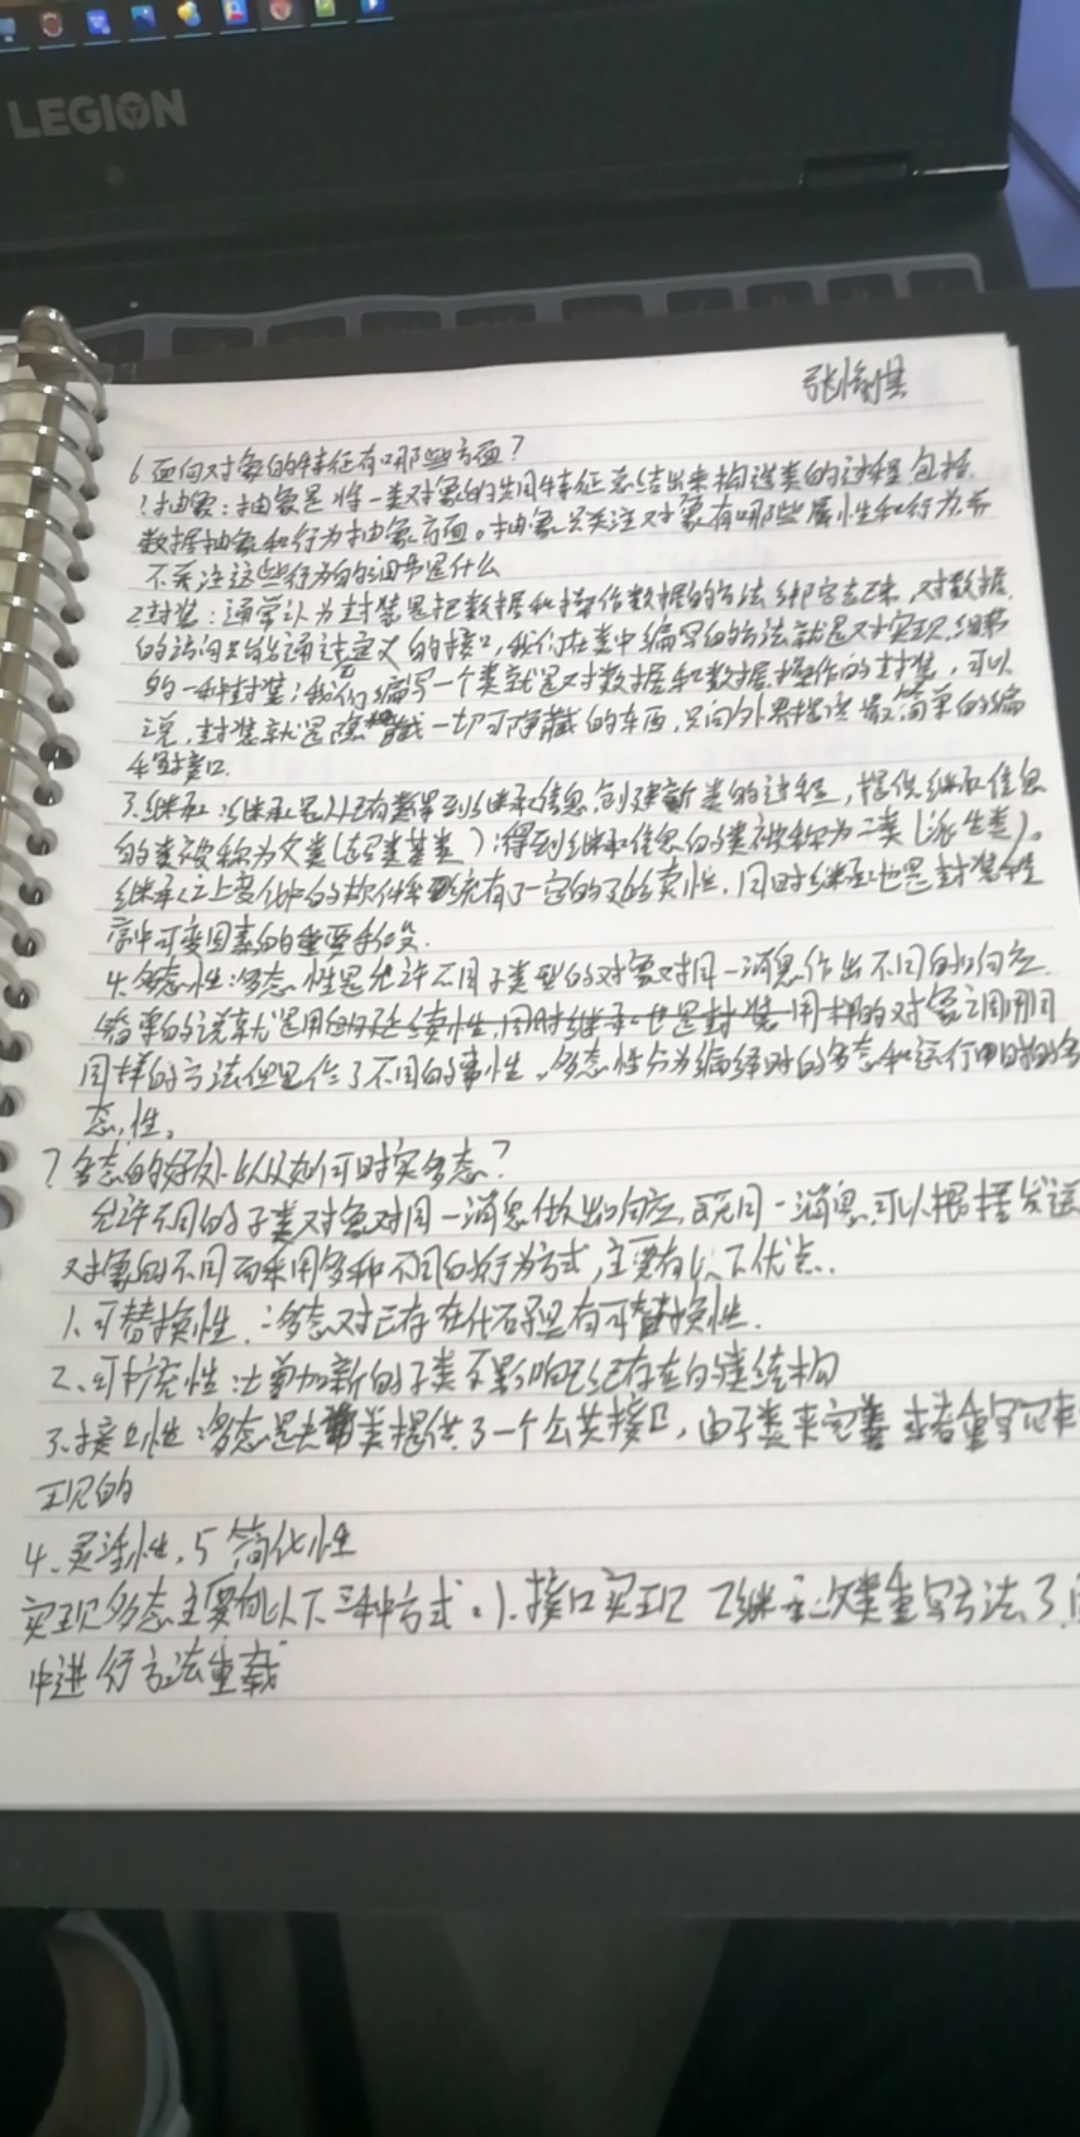 LEGION
张
6.面向对象的特征有哪些方面?
1.抽象:抽象是将一类对象的共同特征总结出来构造类的过程,包括.
数据抽象和行为抽象方面。抽象只关注对象有哪些属性和行为,并
不关注这些行为的细节是什么
2.封装:通常认为封装是把数据和操作数据的方法绑定起来,对数据.
的访问只能通过定义的接口,我们在类中编写的方法就是对实现细节
的一种封装;我们编写一个类就是对数据和数据操作的封装,可以
说,封装就是隐藏一切可隐藏的东西,只向外界提供最简单的编
程接口.
3.继承:继承是从已有类得到继承信息,创建新类的过程,提供继承信息
的类被称为父类(超类基类);得到继承信息的类被称为子类(派生类)。
继承让变化中的软件系统有了一定的延续性,同时继承也是封装程
序中可变因素的重要手段.
4.多态性:多态性是允许不同子类型的对象对同一消息作出不同的响应.
简单的说就是用的延续性,同时继承也是封装用样的对象调用同
同样的方法但是作了不同的事性。多态性分为编译时的多态和运行时的多
态性。
7.多态的好处以及如何实多态?
允许不同的子类对象对同一消息做出响应,既同一消息可以根据发送
对象的不同而采用多种不同的行为方式,主要有以下优点.
1、可替换性:多态对已存在代码具有可替换性.
2、可扩充性:增加新的子类不影响已经存在的类结构
3、接口性:多态是类提供了一个公共接口,由子类来完善或者重写它来
实现的
4、灵活性、5简化性
实现多态主要有以下三种方式。1、接口实现 2继承父类重写方法 3、
中进行方法重载